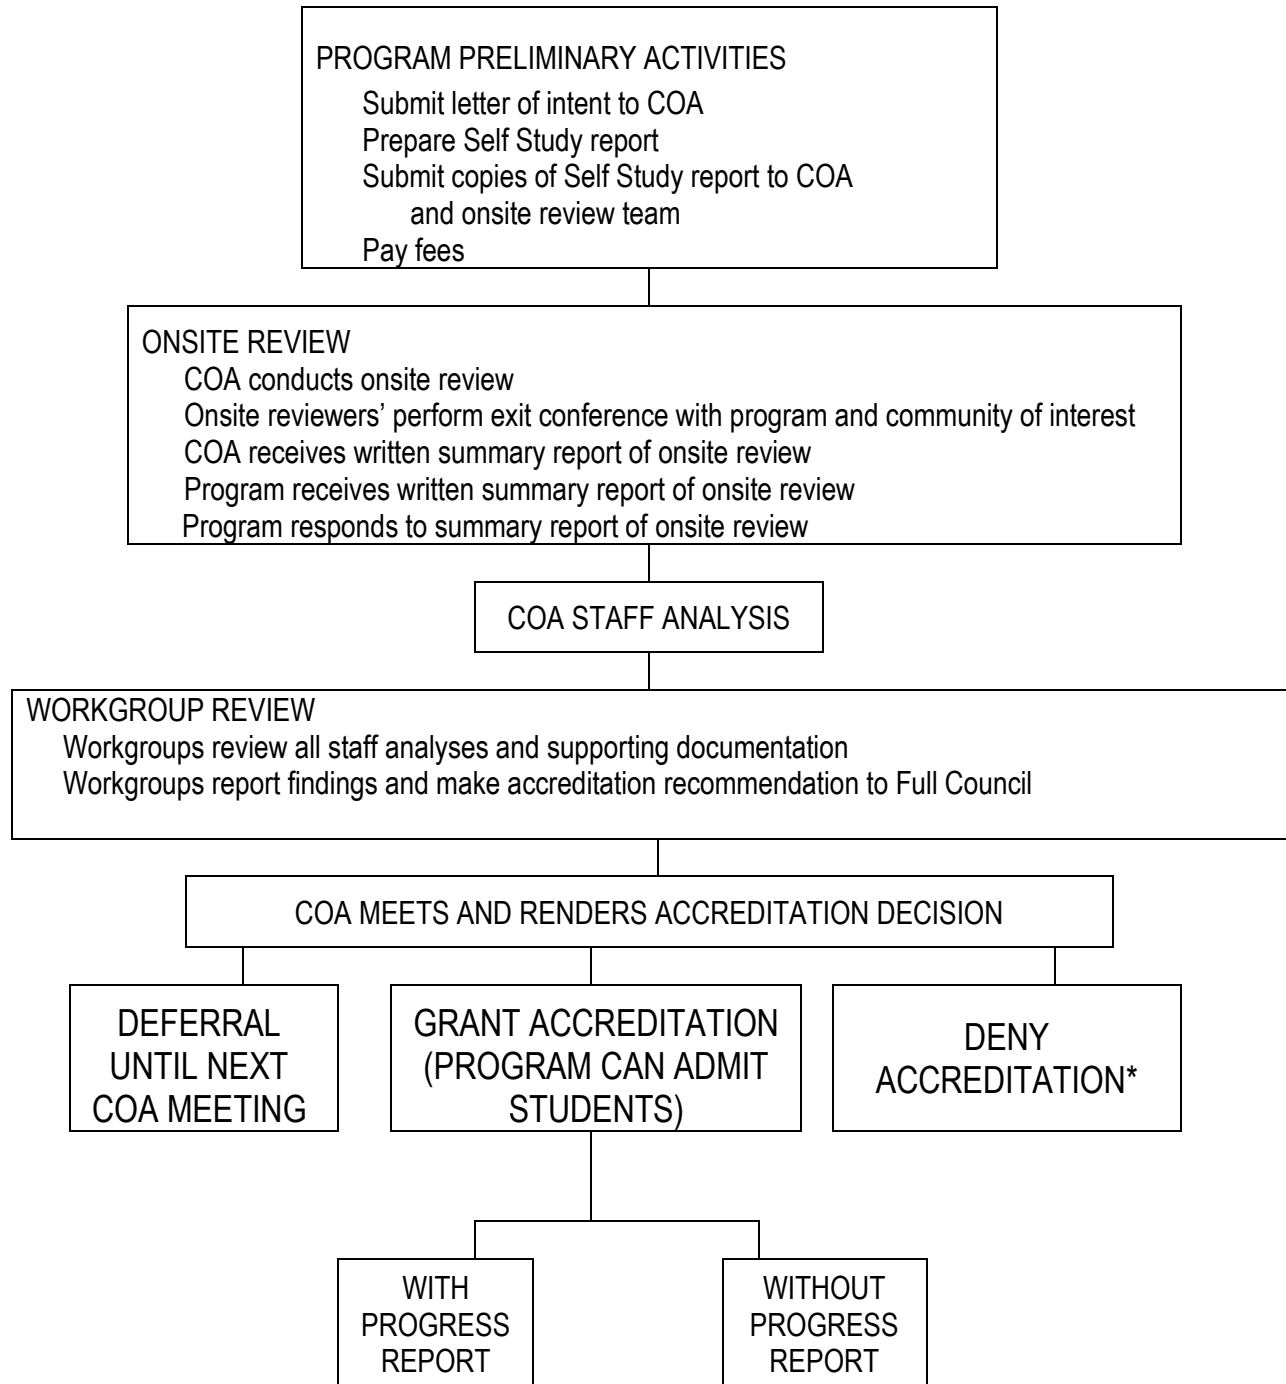 PROGRAM PRELIMINARY ACTIVITIES
Submit letter of intent to COA
Prepare Self Study report
Submit copies of Self Study report to COA
and onsite review team
Pay fees
ONSITE REVIEW
COA conducts onsite review
Onsite reviewers’ perform exit conference with program and community of interest
COA receives written summary report of onsite review
Program receives written summary report of onsite review
Program responds to summary report of onsite review
COA STAFF ANALYSIS
WORKGROUP REVIEW
Workgroups review all staff analyses and supporting documentation
Workgroups report findings and make accreditation recommendation to Full Council
COA MEETS AND RENDERS ACCREDITATION DECISION
DEFERRAL
UNTIL NEXT
COA MEETING
GRANT ACCREDITATION
(PROGRAM CAN ADMIT
STUDENTS)
DENY
ACCREDITATION*
WITH
PROGRESS
REPORT
WITHOUT
PROGRESS
REPORT